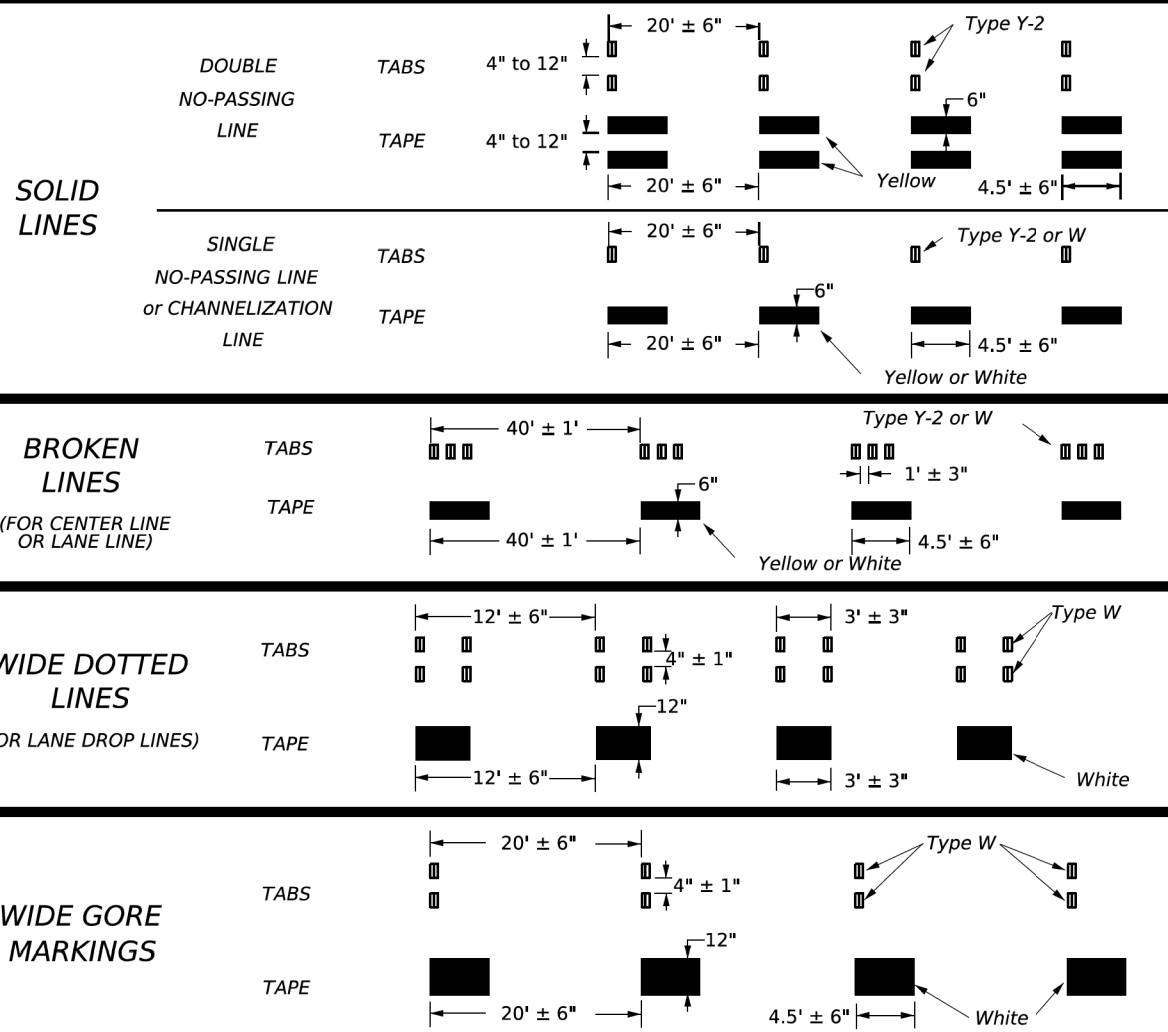 SOLID
LINES
DOUBLE
NO-PASSING
LINE
TABS
4" to 12"
20' ± 6"
Type Y-2
TAPE
4" to 12"
6"
Yellow
20' ± 6"
4.5' ± 6"
SINGLE
NO-PASSING LINE
or CHANNELIZATION
LINE
TABS
20' ± 6"
Type Y-2 or W
TAPE
6"
20' ± 6"
4.5' ± 6"
Yellow or White
BROKEN
LINES
(FOR CENTER LINE
OR LANE LINE)
TABS
40' ± 1'
Type Y-2 or W
1' ± 3"
TAPE
6"
40' ± 1'
4.5' ± 6"
Yellow or White
WIDE DOTTED
LINES
OR LANE DROP LINES)
TABS
12' ± 6"
3' ± 3"
Type W
4" ± 1"
TAPE
12"
12' ± 6"
3' ± 3"
White
WIDE GORE
MARKINGS
TABS
20' ± 6"
Type W
4" ± 1"
TAPE
12"
20' ± 6"
4.5' ± 6"
White